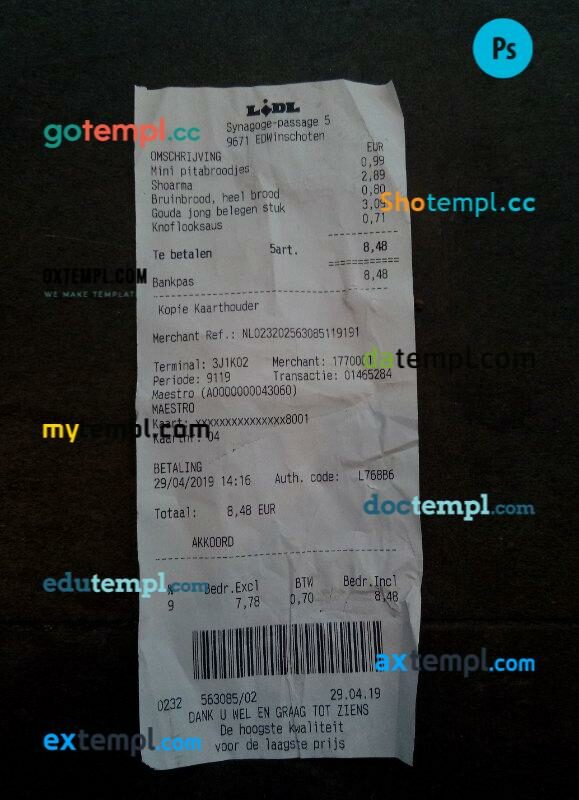 Ps
LIDL
Synagoge-passage 5
9671 EDWinschoten
gotempl.cc
OMSCHRIJVING EUR
Mini pitabroodjes 0,99
Shoarma 2,89
Bruinbrood, heel brood 0,80
Gouda jong belegen stuk 3,09
Shotempl.cc
Knoflooksaus 0,71
Te betalen 5art. 8,48
OXTEMPL.COM
WE MAKE TEMPLATE
Bankpas 8,48
Kopie Kaarthouder
Merchant Ref.: NL023202563085119191
Terminal: 3J1K02 Merchant:
datempl.com
Periode: 9119 Transactie: 01465284
Maestro (A0000000043060)
MAESTRO
Kaart: xxxxxxxxxxxxxxx8001
mytempl.com
Kaartnr: 04
BETALING
29/04/2019 14:16 Auth. code: L768B6
doctempl.com
Totaal: 8,48 EUR
AKKOORD
edutempl.com
% Bedr.Excl BTW Bedr.Incl
9 7,78 0,70 8,48
axtempl.com
0232 563085/02 29.04.19
DANK U WEL EN GRAAG TOT ZIENS
De hoogste kwaliteit
extempl.com
voor de laagste prijs